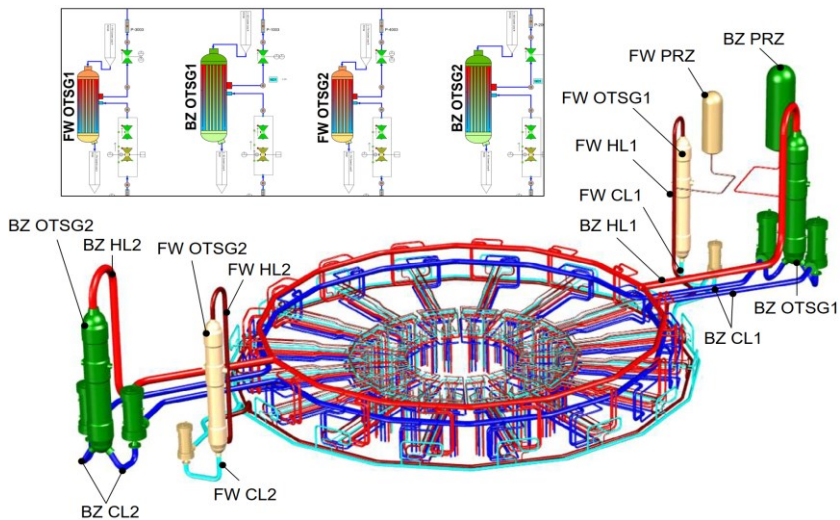 FW OTSG1
BZ OTSG1
FW OTSG2
BZ OTSG2
FW PRZ
BZ PRZ
FW OTSG1
FW HL1
FW CL1
BZ HL1
BZ OTSG1
BZ CL1
BZ OTSG2
BZ HL2
FW OTSG2
FW HL2
BZ CL2
FW CL2